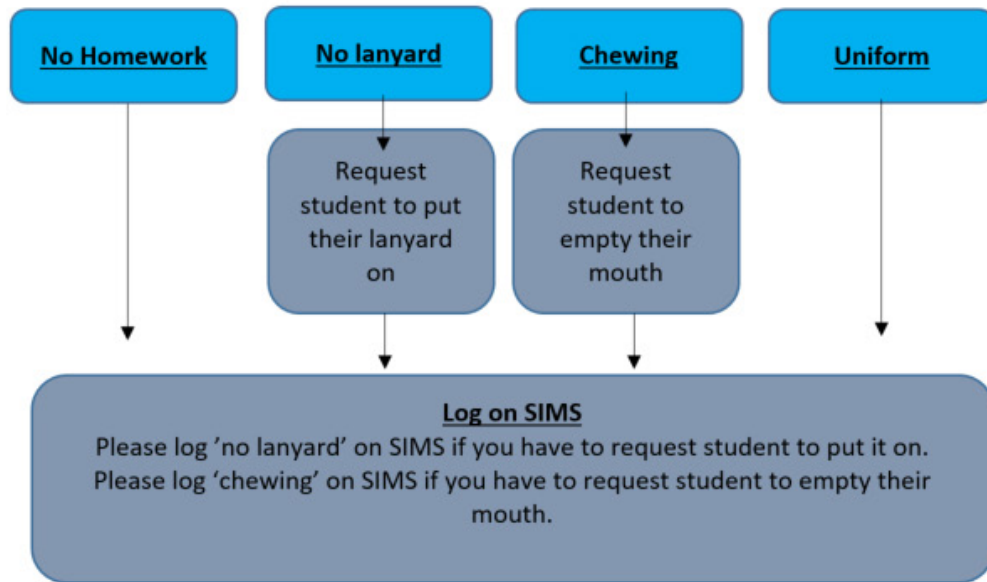 No Homework
No lanyard
Chewing
Uniform
Request
student to put
their lanyard
on
Request
student to
empty their
mouth
Log on SIMS
Please log ’no lanyard’ on SIMS if you have to request student to put it on.
Please log ‘chewing’ on SIMS if you have to request student to empty their
mouth.